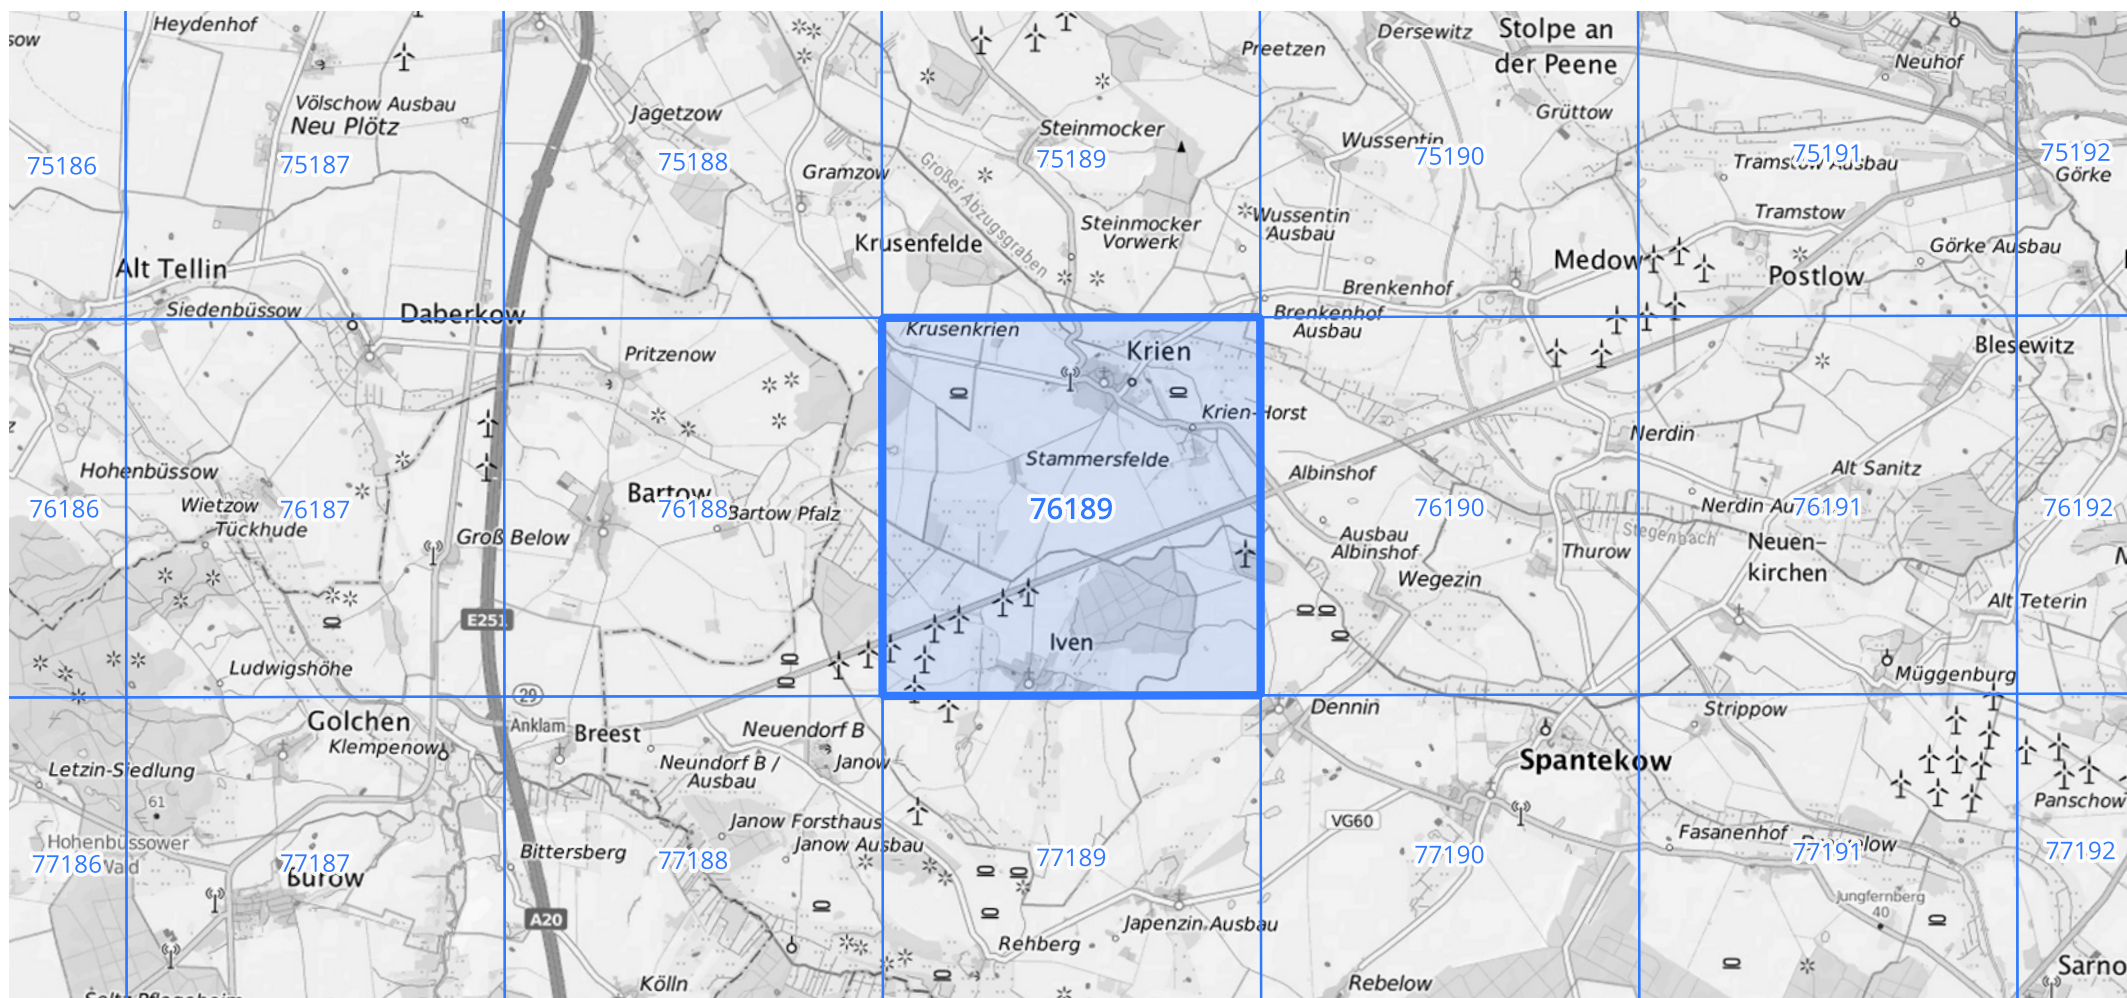 Heydenhof
sow
Völschow Ausbau
Neu Plötz
75186
75187
Jagetzow
75188
Gramzow
Krusenfelde
Steinmocker
75189
Großer Abzugsgraben
Steinmocker
Vorwerk
Preetzen
Dersewitz
Stolpe an
der Peene
Grüttow
Wussentin
75190
Wussentin
Ausbau
Neuhof
75191
Tramstow Ausbau
75192
Görke
Tramstow
Görke Ausbau
Medow
Postlow
Alt Tellin
Siedenbüssow
Daberkow
Brenkenhof
Brenkenhof
Ausbau
Krusenkrien
Krien
Pritzenow
Blesewitz
Krien-Horst
Nerdin
Stammersfelde
Albinshof
Alt Sanitz
Hohenbüssow
Wietzow
Tückhude
76186
76187
Groß Below
Bartow
76188
Bartow Pfalz
76189
76190
Nerdin Au
76191
76192
Ausbau
Albinshof
Stegenbach
Thurow
Neuen-
kirchen
Wegezin
Alt Teterin
E251
Iven
Ludwigshöhe
Müggenburg
29
Anklam
Golchen
Klempenow
Breest
Neuendorf B
Neundorf B /
Ausbau
Janow
Dennin
Strippow
Spantekow
Letzin-Siedlung
61
Panschow
Hohenbüssower
Wald
77186
77187
Burow
Janow Forsthaus
Janow Ausbau
Bittersberg
77188
77189
VG60
77190
Fasanenhof
77191
77192
Jungfernberg
40
A20
Japenzin Ausbau
Rehberg
Kölln
Rebelow
Sarno